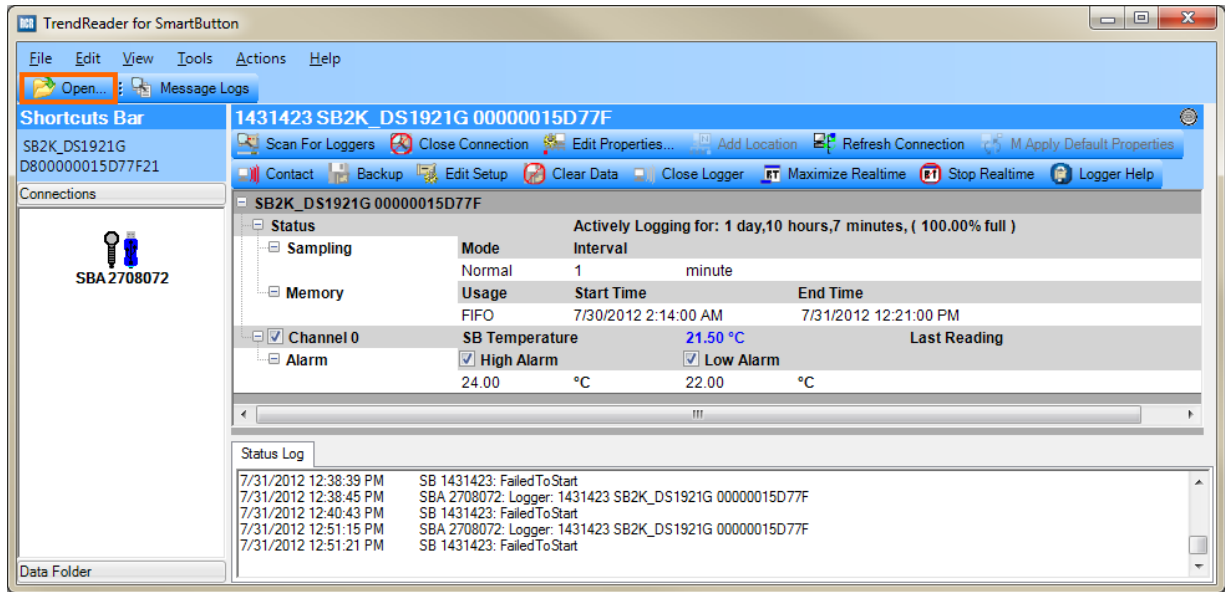 TrendReader for SmartButton
File Edit View Tools Actions Help
Open... Message Logs
Shortcuts Bar
SB2K_DS1921G
D800000015D77F21
Connections
SBA 2708072
Data Folder
1431423 SB2K_DS1921G 00000015D77F
Scan For Loggers Close Connection Edit Properties... Add Location Refresh Connection M Apply Default Properties
Contact Backup Edit Setup Clear Data Close Logger RT Maximize Realtime Stop Realtime Logger Help
SB2K_DS1921G 00000015D77F
Status Actively Logging for: 1 day,10 hours,7 minutes, ( 100.00% full )
Sampling Mode Interval
Normal 1 minute
Memory Usage Start Time End Time
FIFO 7/30/2012 2:14:00 AM 7/31/2012 12:21:00 PM
Channel 0 SB Temperature 21.50 °C Last Reading
Alarm High Alarm Low Alarm
24.00 °C 22.00 °C
Status Log
7/31/2012 12:38:39 PM SB 1431423: FailedToStart
7/31/2012 12:38:45 PM SBA 2708072: Logger: 1431423 SB2K_DS1921G 00000015D77F
7/31/2012 12:40:43 PM SB 1431423: FailedToStart
7/31/2012 12:51:15 PM SBA 2708072: Logger: 1431423 SB2K_DS1921G 00000015D77F
7/31/2012 12:51:21 PM SB 1431423: FailedToStart